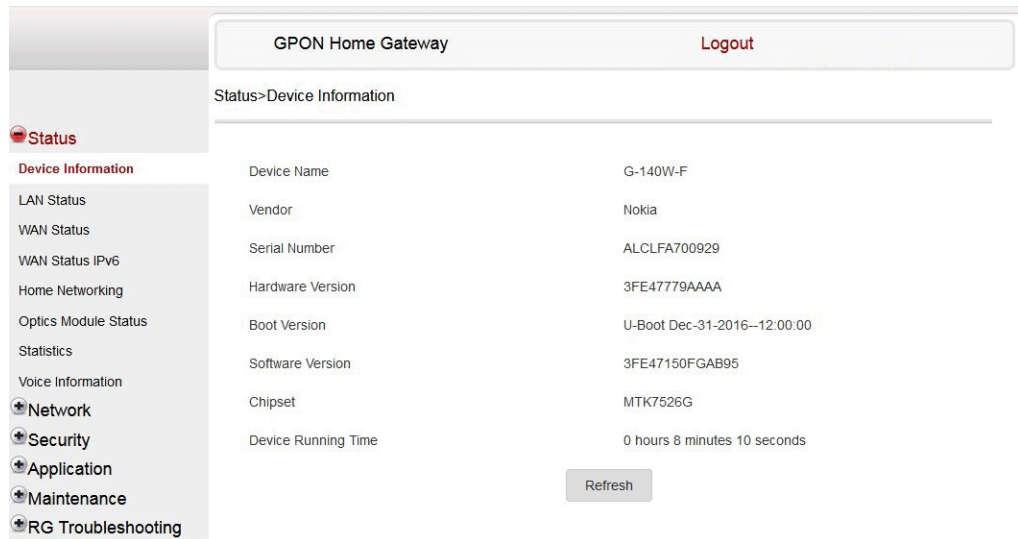 GPON Home Gateway
Logout
Status>Device Information
Status
Device Information
LAN Status
WAN Status
WAN Status IPv6
Home Networking
Optics Module Status
Statistics
Voice Information
Network
Security
Application
Maintenance
RG Troubleshooting
Device Name G-140W-F
Vendor Nokia
Serial Number ALCLFA700929
Hardware Version 3FE47779AAAA
Boot Version U-Boot Dec-31-2016--12:00:00
Software Version 3FE47150FGAB95
Chipset MTK7526G
Device Running Time 0 hours 8 minutes 10 seconds
Refresh